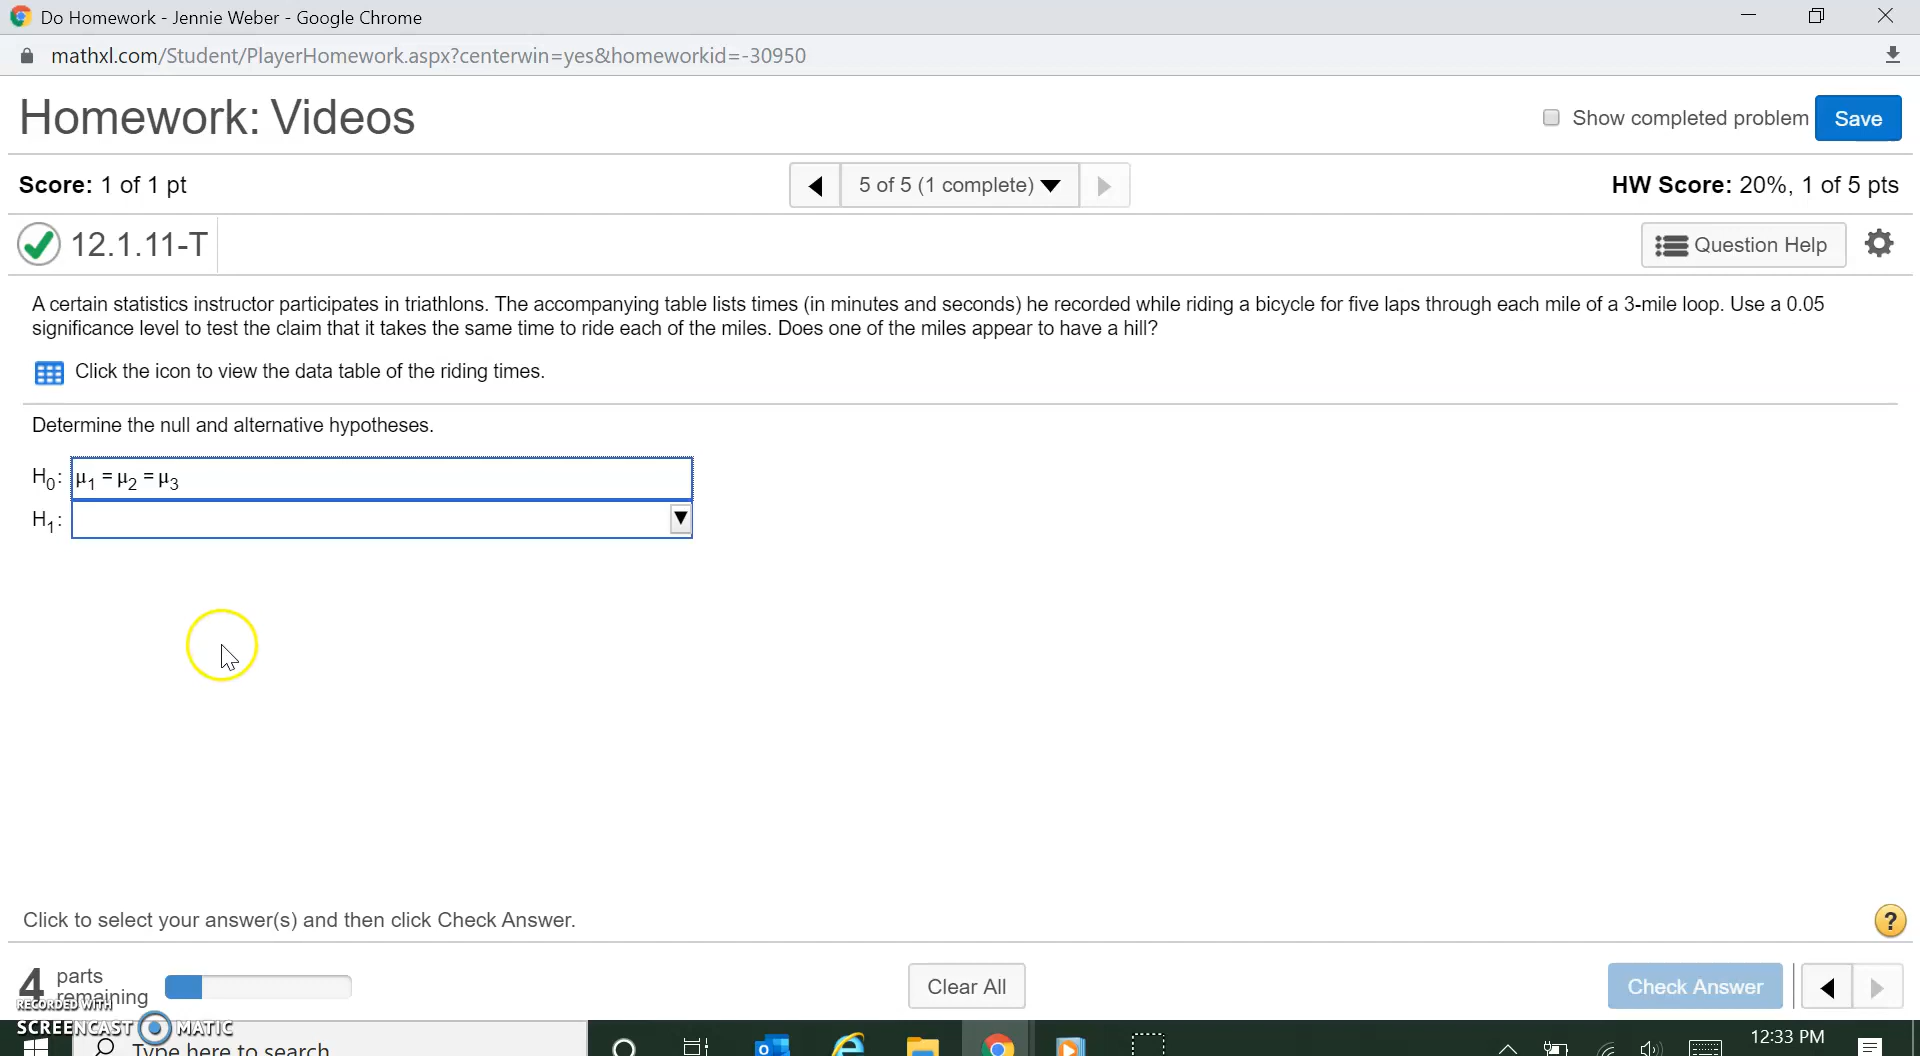 Do Homework - Jennie Weber - Google Chrome
mathxl.com/Student/PlayerHomework.aspx?centerwin=yes&homeworkid=-30950
Homework: Videos
Show completed problem
Save
Score: 1 of 1 pt
5 of 5 (1 complete)
HW Score: 20%, 1 of 5 pts
12.1.11-T
Question Help
A certain statistics instructor participates in triathlons. The accompanying table lists times (in minutes and seconds) he recorded while riding a bicycle for five laps through each mile of a 3-mile loop. Use a 0.05
significance level to test the claim that it takes the same time to ride each of the miles. Does one of the miles appear to have a hill?
Click the icon to view the data table of the riding times.
Determine the null and alternative hypotheses.
H₀: μ₁ = μ₂ = μ₃
H₁:
Click to select your answer(s) and then click Check Answer.
?
4 parts
remaining
Clear All
Check Answer
RECORDED WITH
SCREENCAST MATIC
Type here to search
12:33 PM